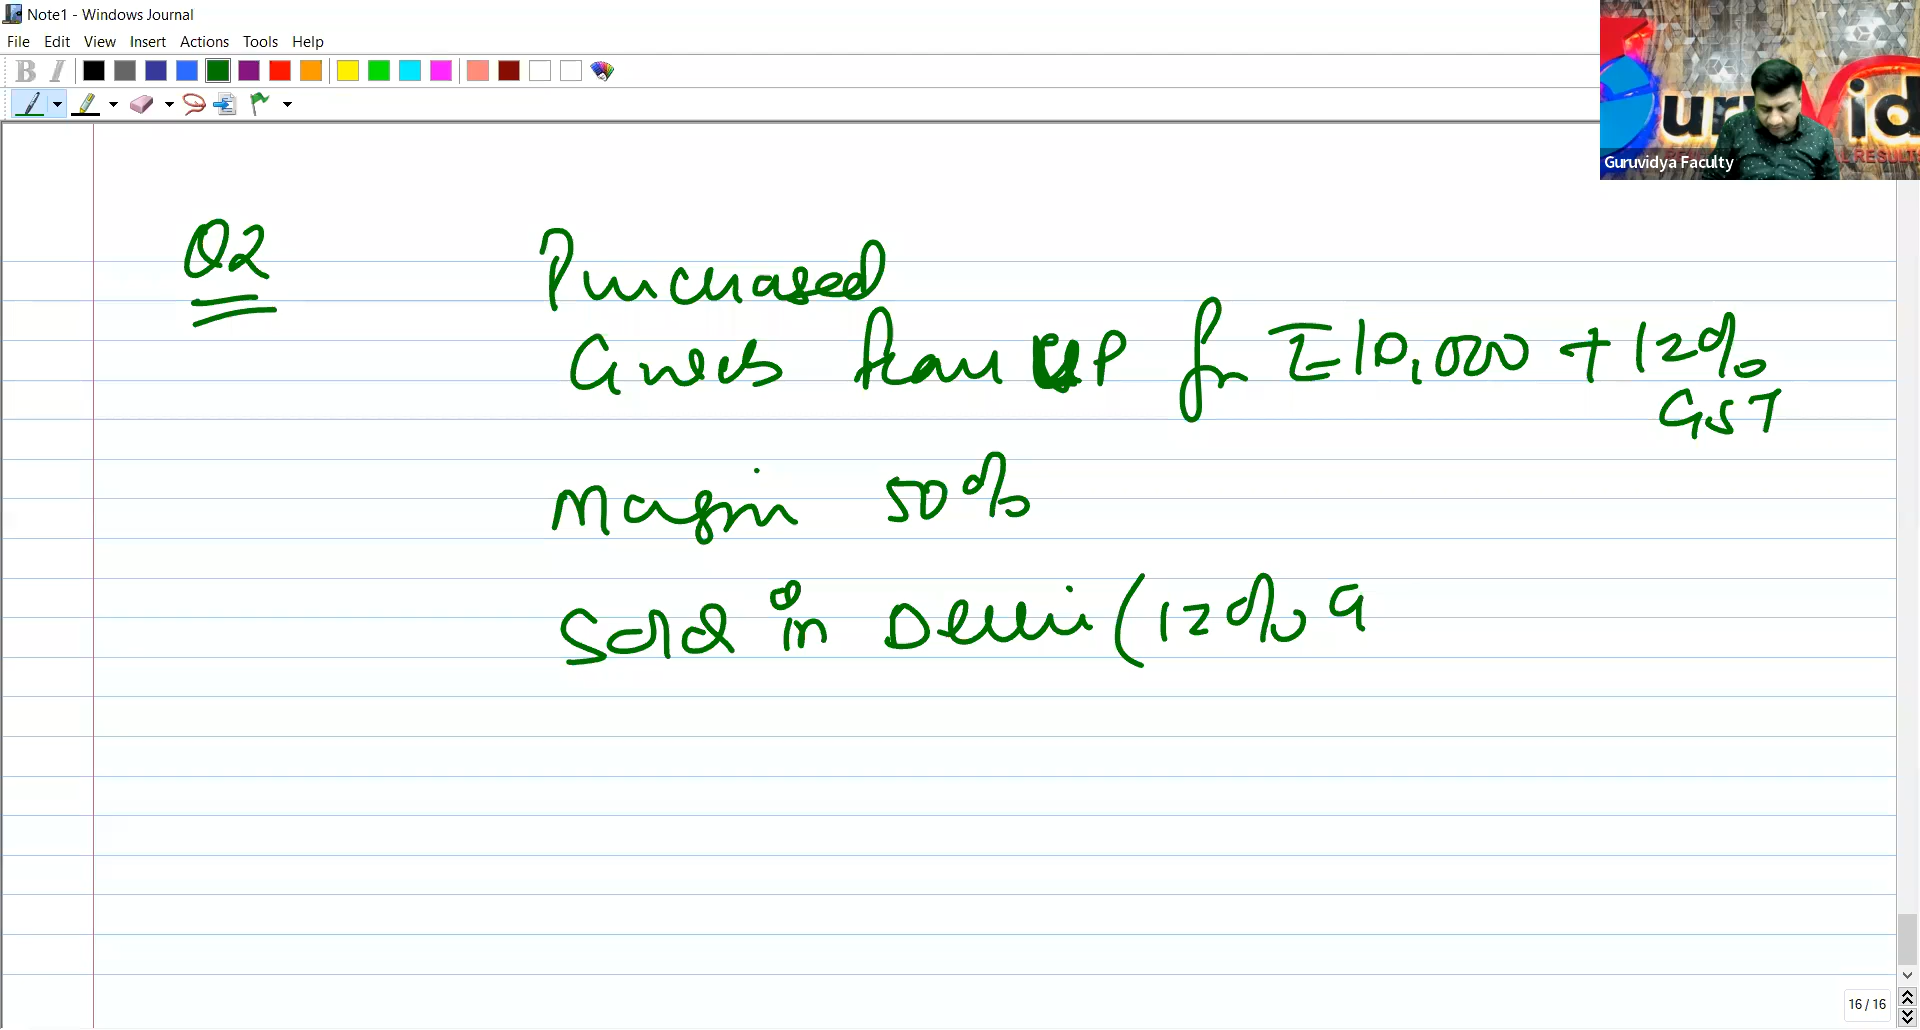 Note1 - Windows Journal
File Edit View Insert Actions Tools Help
B I
Guruvidya Faculty
Q2
Purchased
Goods from UP for ₹10,000 + 12%
GST
Margin 50%
Sold in Delhi (12% G
16 / 16